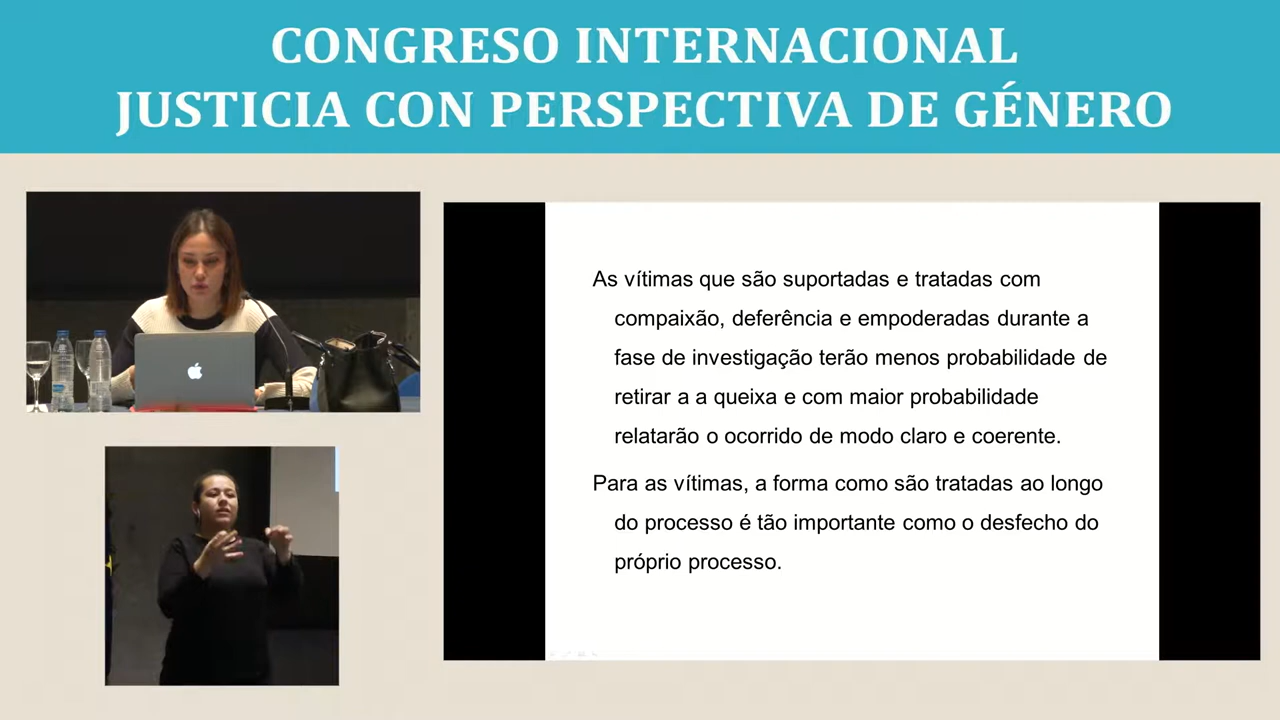 CONGRESO INTERNACIONAL
JUSTICIA CON PERSPECTIVA DE GÉNERO
As vítimas que são suportadas e tratadas com
compaixão, deferência e empoderadas durante a
fase de investigação terão menos probabilidade de
retirar a a queixa e com maior probabilidade
relatarão o ocorrido de modo claro e coerente.
Para as vítimas, a forma como são tratadas ao longo
do processo é tão importante como o desfecho do
próprio processo.